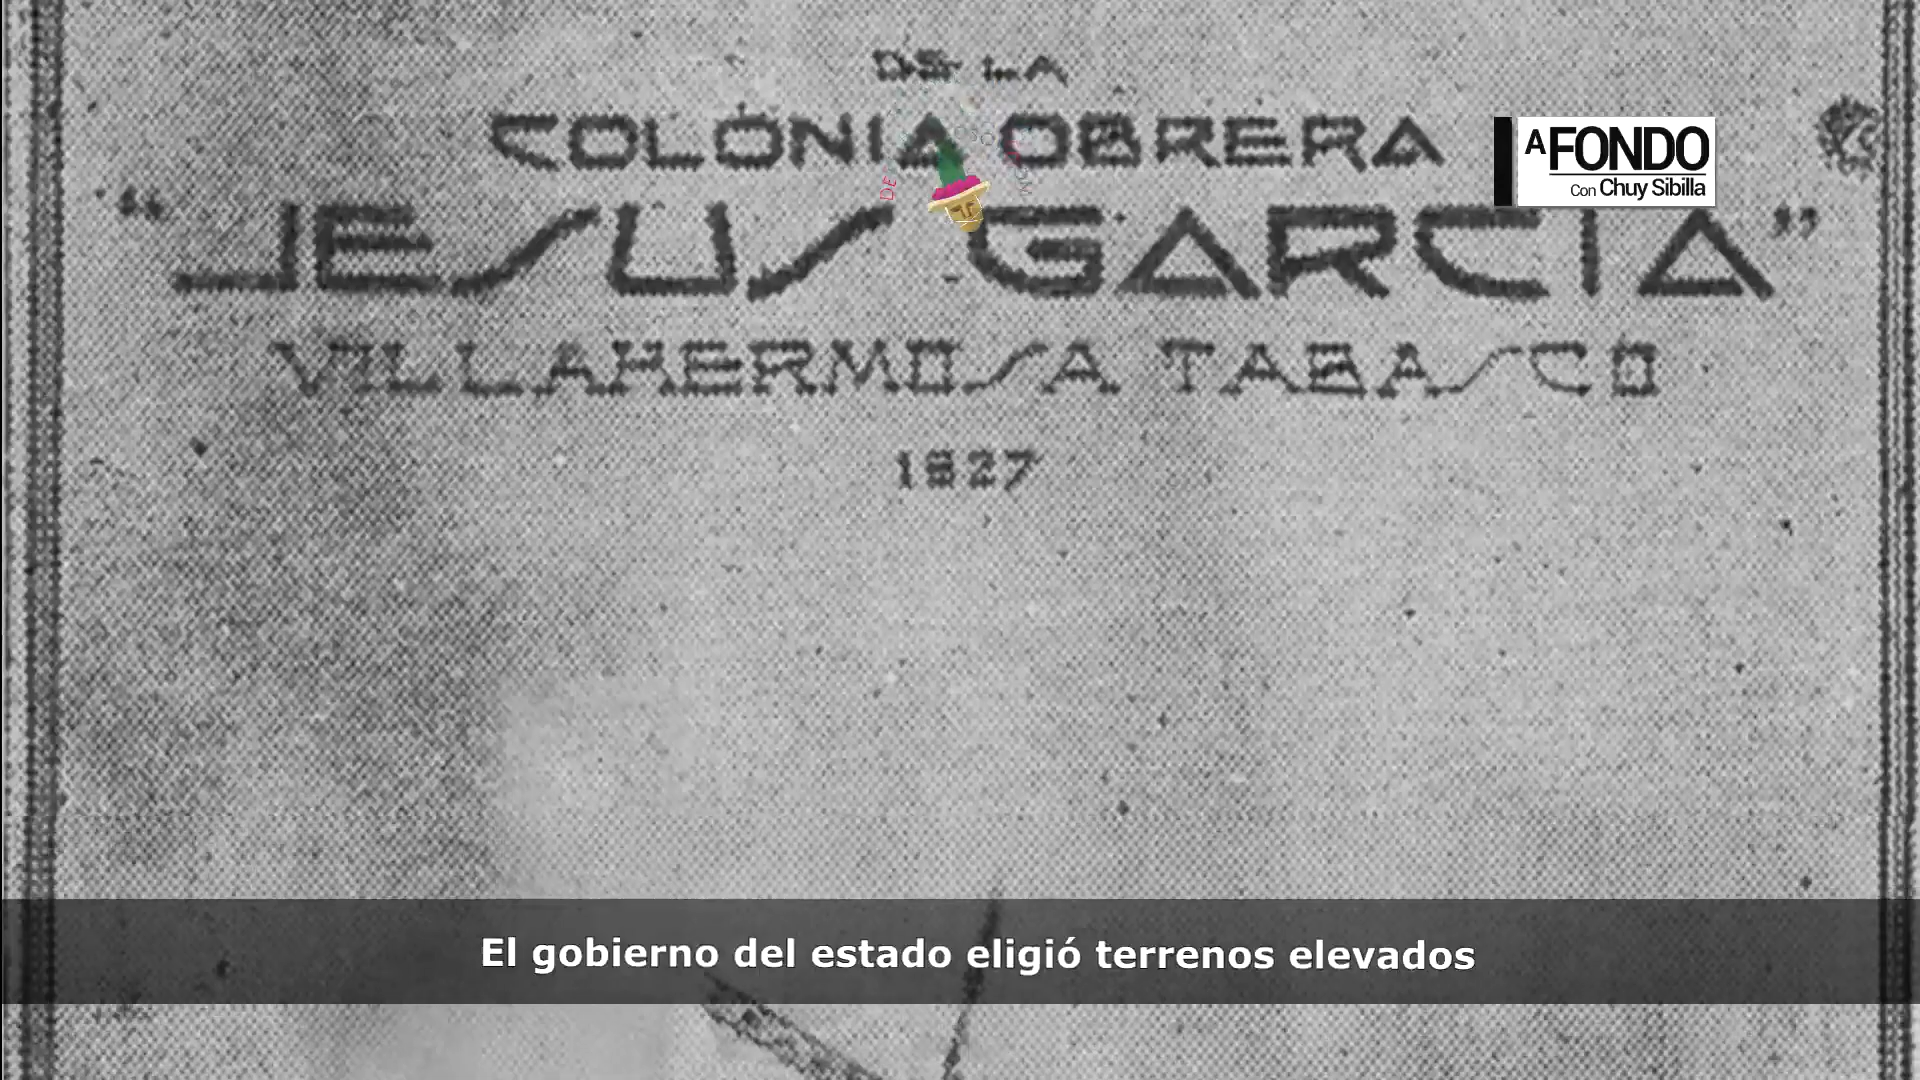 DE LA
COLONIA OBRERA
"JESUS GARCIA"
VILLAHERMOSA TABASCO
1927
A FONDO
Con Chuy Sibilla
El gobierno del estado eligió terrenos elevados